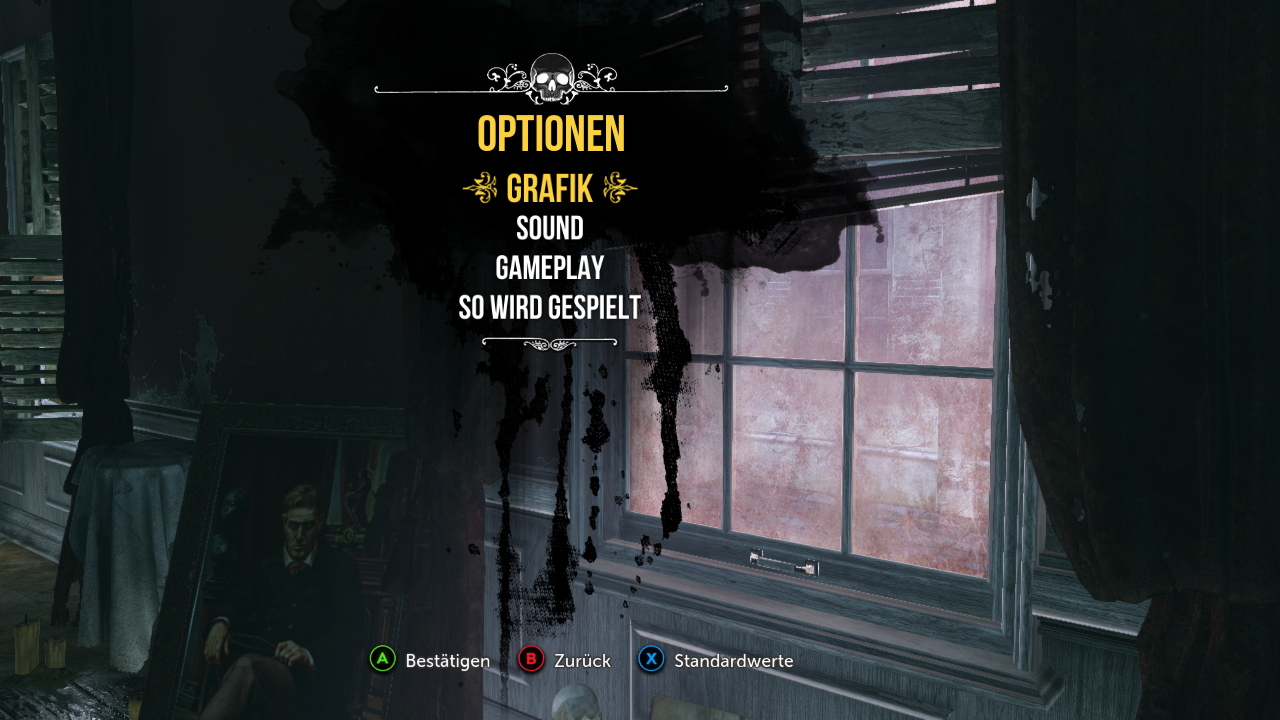 OPTIONEN
GRAFIK
SOUND
GAMEPLAY
SO WIRD GESPIELT
A Bestätigen B Zurück X Standardwerte